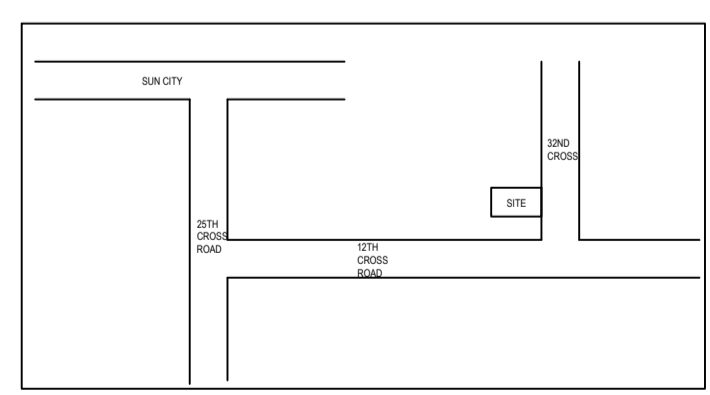 SUN CITY
32ND
CROSS
SITE
25TH
CROSS
ROAD
12TH
CROSS
ROAD